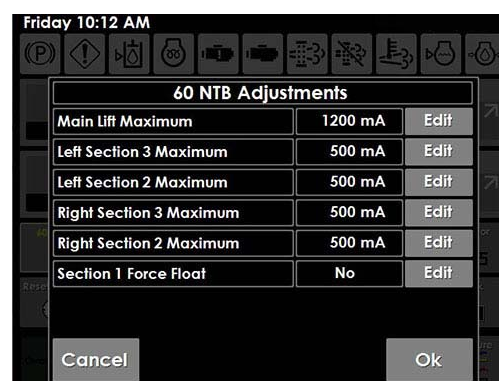 Friday 10:12 AM
60 NTB Adjustments
Main Lift Maximum 1200 mA Edit
Left Section 3 Maximum 500 mA Edit
Left Section 2 Maximum 500 mA Edit
Right Section 3 Maximum 500 mA Edit
Right Section 2 Maximum 500 mA Edit
Section 1 Force Float No Edit
Cancel Ok